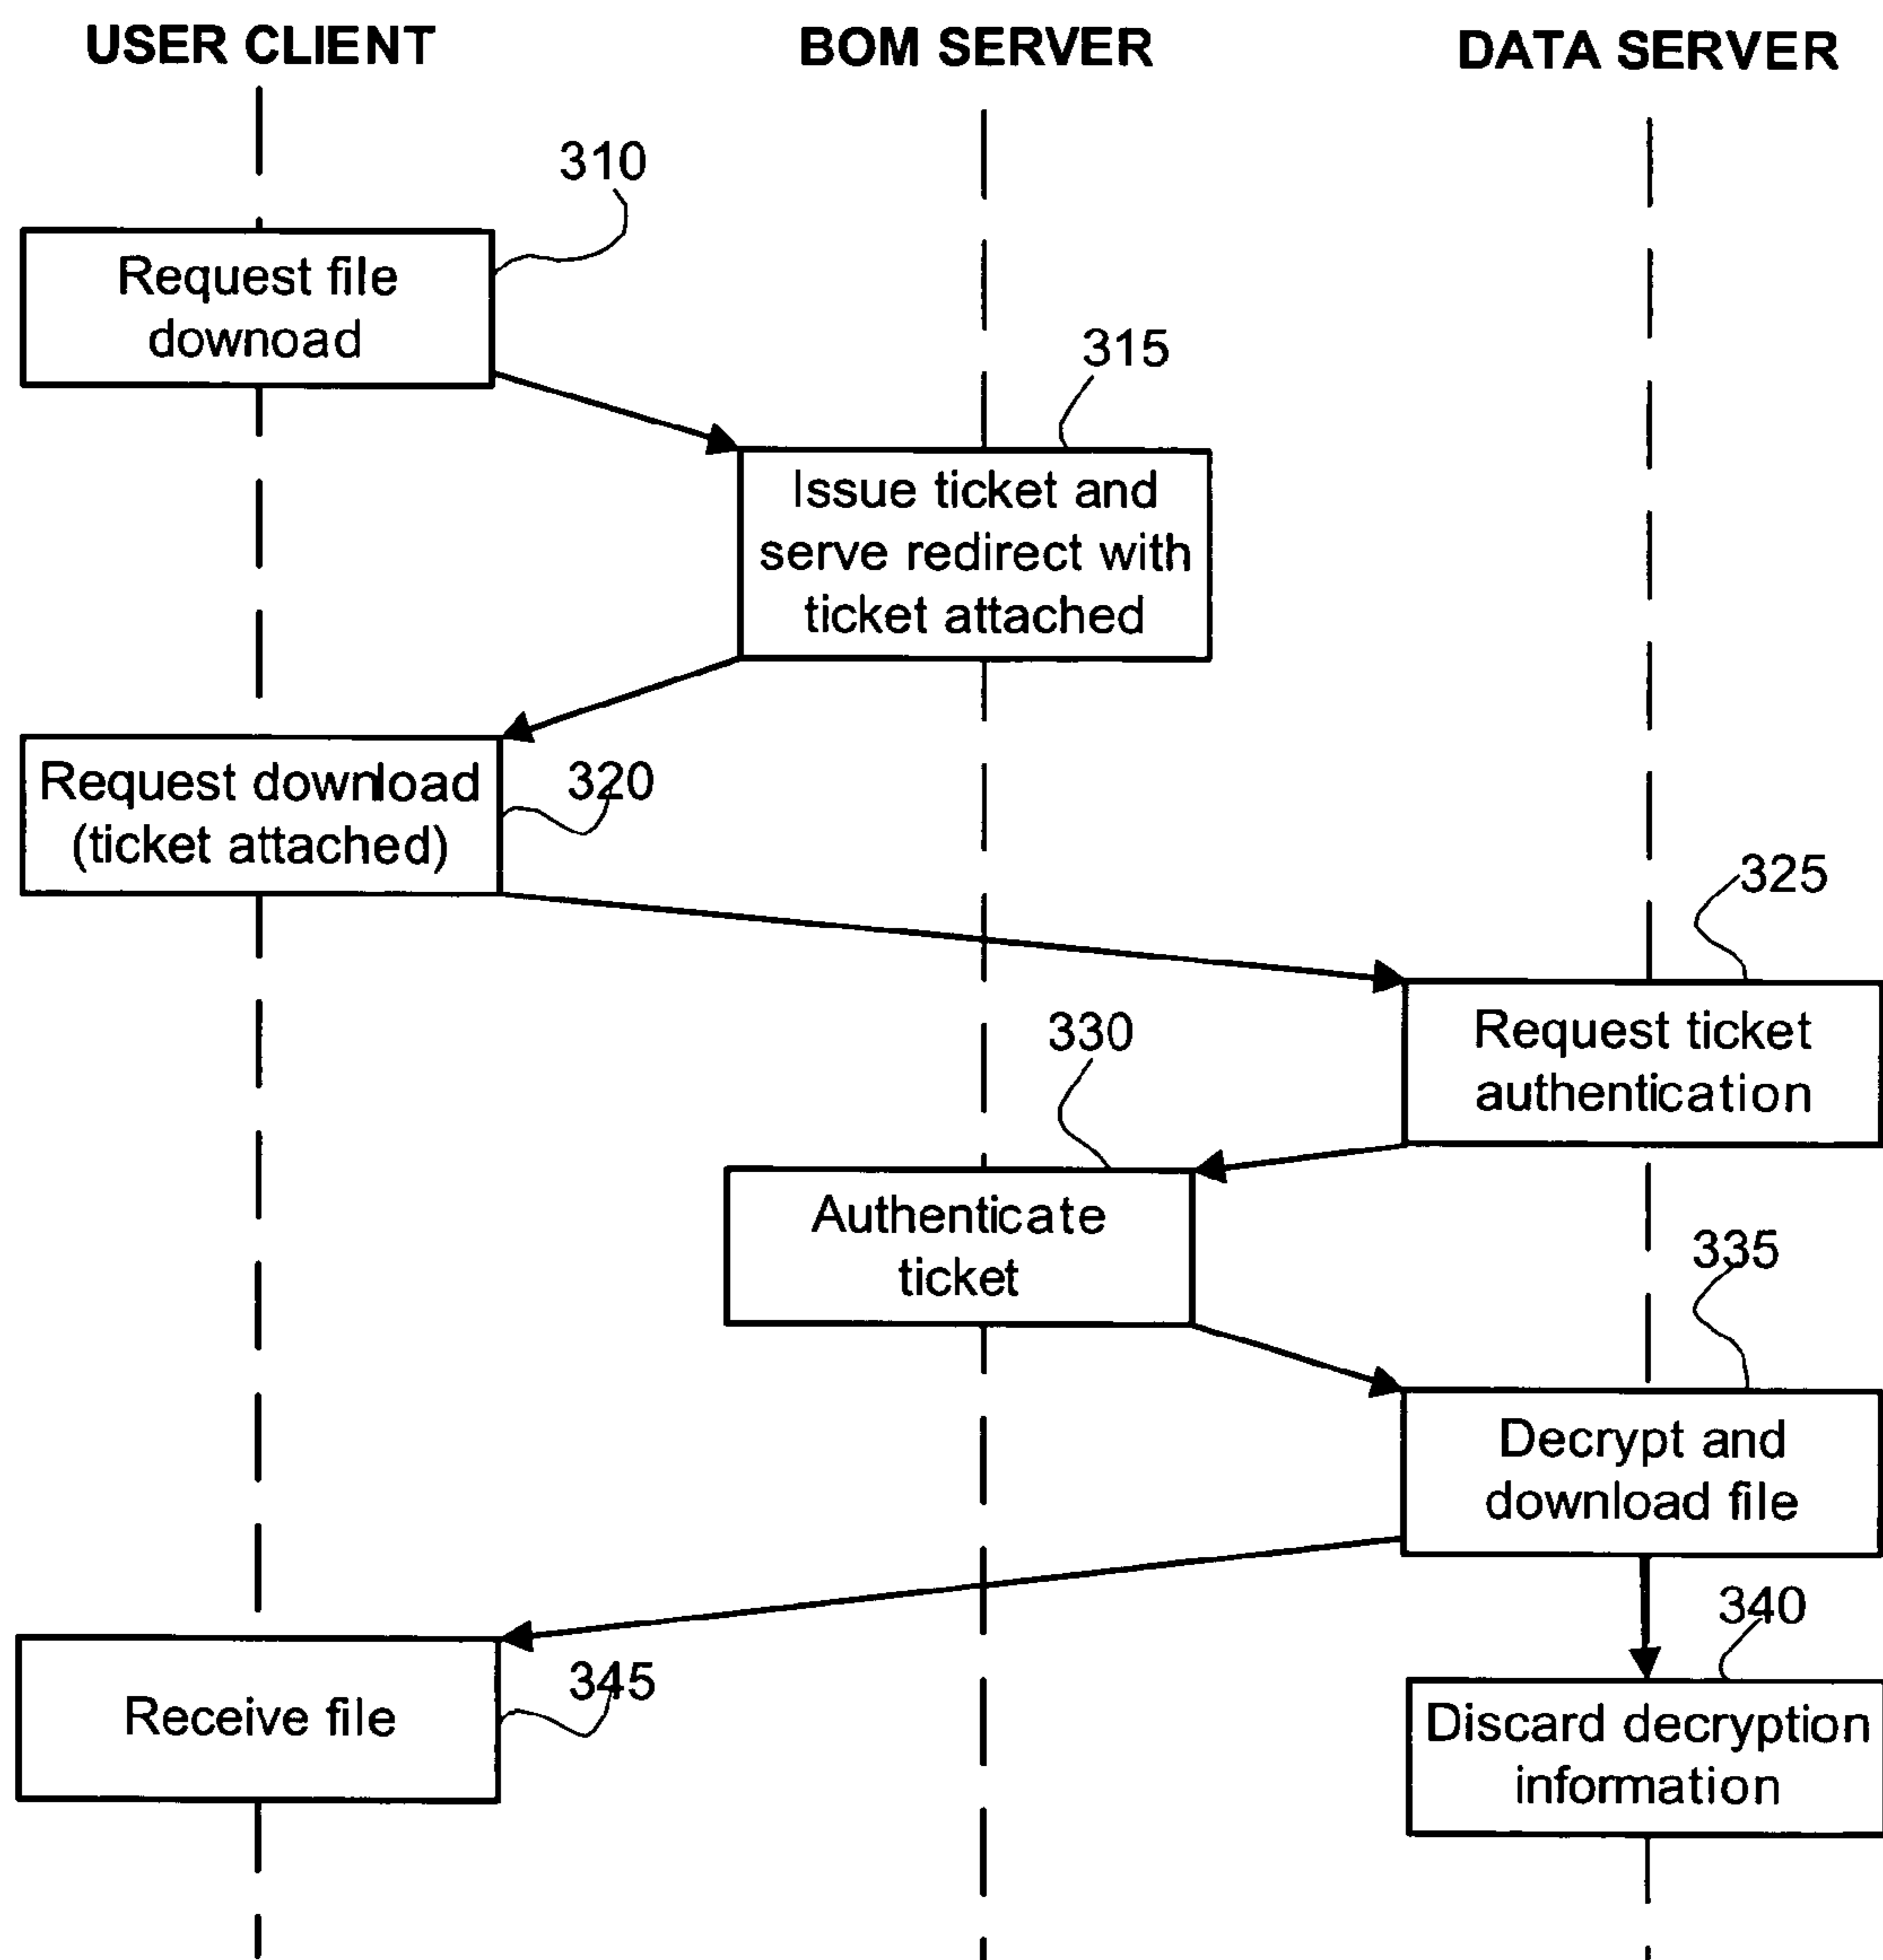 USER CLIENT
BOM SERVER
DATA SERVER
310
Request file
downoad
315
Issue ticket and
serve redirect with
ticket attached
Request download
(ticket attached)
320
325
Request ticket
authentication
330
Authenticate
ticket
335
Decrypt and
download file
340
Receive file
345
Discard decryption
information